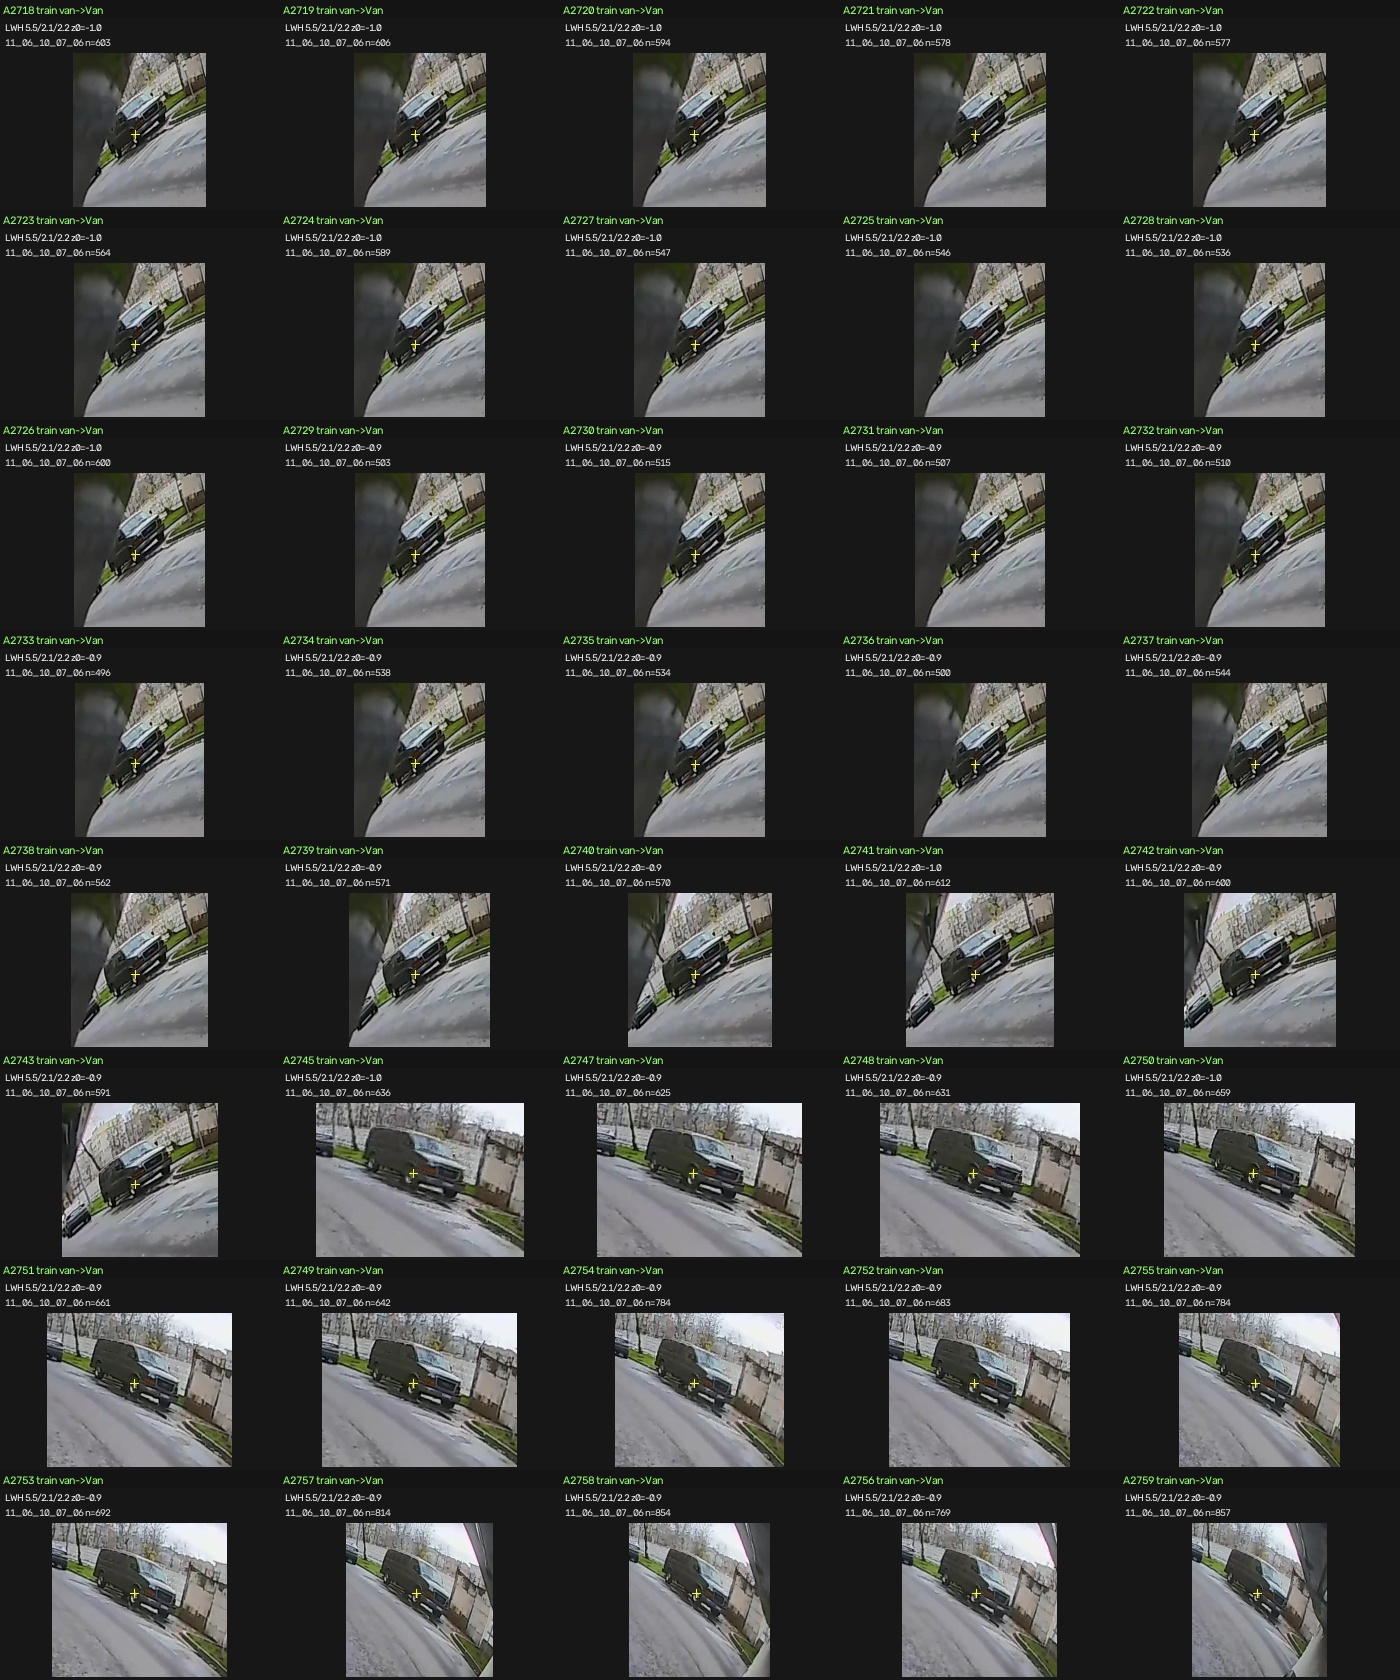 A2718 train van->Van
LWH 5.5/2.1/2.2 z0=-1.0
11_06_10_07_06 n=603
A2719 train van->Van
LWH 5.5/2.1/2.2 z0=-1.0
11_06_10_07_06 n=606
A2720 train van->Van
LWH 5.5/2.1/2.2 z0=-1.0
11_06_10_07_06 n=594
A2721 train van->Van
LWH 5.5/2.1/2.2 z0=-1.0
11_06_10_07_06 n=578
A2722 train van->Van
LWH 5.5/2.1/2.2 z0=-1.0
11_06_10_07_06 n=577
A2723 train van->Van
LWH 5.5/2.1/2.2 z0=-1.0
11_06_10_07_06 n=564
A2724 train van->Van
LWH 5.5/2.1/2.2 z0=-1.0
11_06_10_07_06 n=589
A2727 train van->Van
LWH 5.5/2.1/2.2 z0=-1.0
11_06_10_07_06 n=547
A2725 train van->Van
LWH 5.5/2.1/2.2 z0=-1.0
11_06_10_07_06 n=546
A2728 train van->Van
LWH 5.5/2.1/2.2 z0=-1.0
11_06_10_07_06 n=536
A2726 train van->Van
LWH 5.5/2.1/2.2 z0=-1.0
11_06_10_07_06 n=600
A2729 train van->Van
LWH 5.5/2.1/2.2 z0=-0.9
11_06_10_07_06 n=503
A2730 train van->Van
LWH 5.5/2.1/2.2 z0=-0.9
11_06_10_07_06 n=515
A2731 train van->Van
LWH 5.5/2.1/2.2 z0=-0.9
11_06_10_07_06 n=507
A2732 train van->Van
LWH 5.5/2.1/2.2 z0=-0.9
11_06_10_07_06 n=510
A2733 train van->Van
LWH 5.5/2.1/2.2 z0=-0.9
11_06_10_07_06 n=496
A2734 train van->Van
LWH 5.5/2.1/2.2 z0=-0.9
11_06_10_07_06 n=538
A2735 train van->Van
LWH 5.5/2.1/2.2 z0=-0.9
11_06_10_07_06 n=534
A2736 train van->Van
LWH 5.5/2.1/2.2 z0=-0.9
11_06_10_07_06 n=500
A2737 train van->Van
LWH 5.5/2.1/2.2 z0=-0.9
11_06_10_07_06 n=544
A2738 train van->Van
LWH 5.5/2.1/2.2 z0=-0.9
11_06_10_07_06 n=562
A2739 train van->Van
LWH 5.5/2.1/2.2 z0=-0.9
11_06_10_07_06 n=571
A2740 train van->Van
LWH 5.5/2.1/2.2 z0=-0.9
11_06_10_07_06 n=570
A2741 train van->Van
LWH 5.5/2.1/2.2 z0=-1.0
11_06_10_07_06 n=612
A2742 train van->Van
LWH 5.5/2.1/2.2 z0=-0.9
11_06_10_07_06 n=600
A2743 train van->Van
LWH 5.5/2.1/2.2 z0=-0.9
11_06_10_07_06 n=591
A2745 train van->Van
LWH 5.5/2.1/2.2 z0=-1.0
11_06_10_07_06 n=636
A2747 train van->Van
LWH 5.5/2.1/2.2 z0=-0.9
11_06_10_07_06 n=625
A2748 train van->Van
LWH 5.5/2.1/2.2 z0=-0.9
11_06_10_07_06 n=631
A2750 train van->Van
LWH 5.5/2.1/2.2 z0=-1.0
11_06_10_07_06 n=659
A2751 train van->Van
LWH 5.5/2.1/2.2 z0=-0.9
11_06_10_07_06 n=661
A2749 train van->Van
LWH 5.5/2.1/2.2 z0=-0.9
11_06_10_07_06 n=642
A2754 train van->Van
LWH 5.5/2.1/2.2 z0=-0.9
11_06_10_07_06 n=784
A2752 train van->Van
LWH 5.5/2.1/2.2 z0=-0.9
11_06_10_07_06 n=683
A2755 train van->Van
LWH 5.5/2.1/2.2 z0=-0.9
11_06_10_07_06 n=784
A2753 train van->Van
LWH 5.5/2.1/2.2 z0=-0.9
11_06_10_07_06 n=692
A2757 train van->Van
LWH 5.5/2.1/2.2 z0=-0.9
11_06_10_07_06 n=814
A2758 train van->Van
LWH 5.5/2.1/2.2 z0=-0.9
11_06_10_07_06 n=854
A2756 train van->Van
LWH 5.5/2.1/2.2 z0=-0.9
11_06_10_07_06 n=769
A2759 train van->Van
LWH 5.5/2.1/2.2 z0=-0.9
11_06_10_07_06 n=857